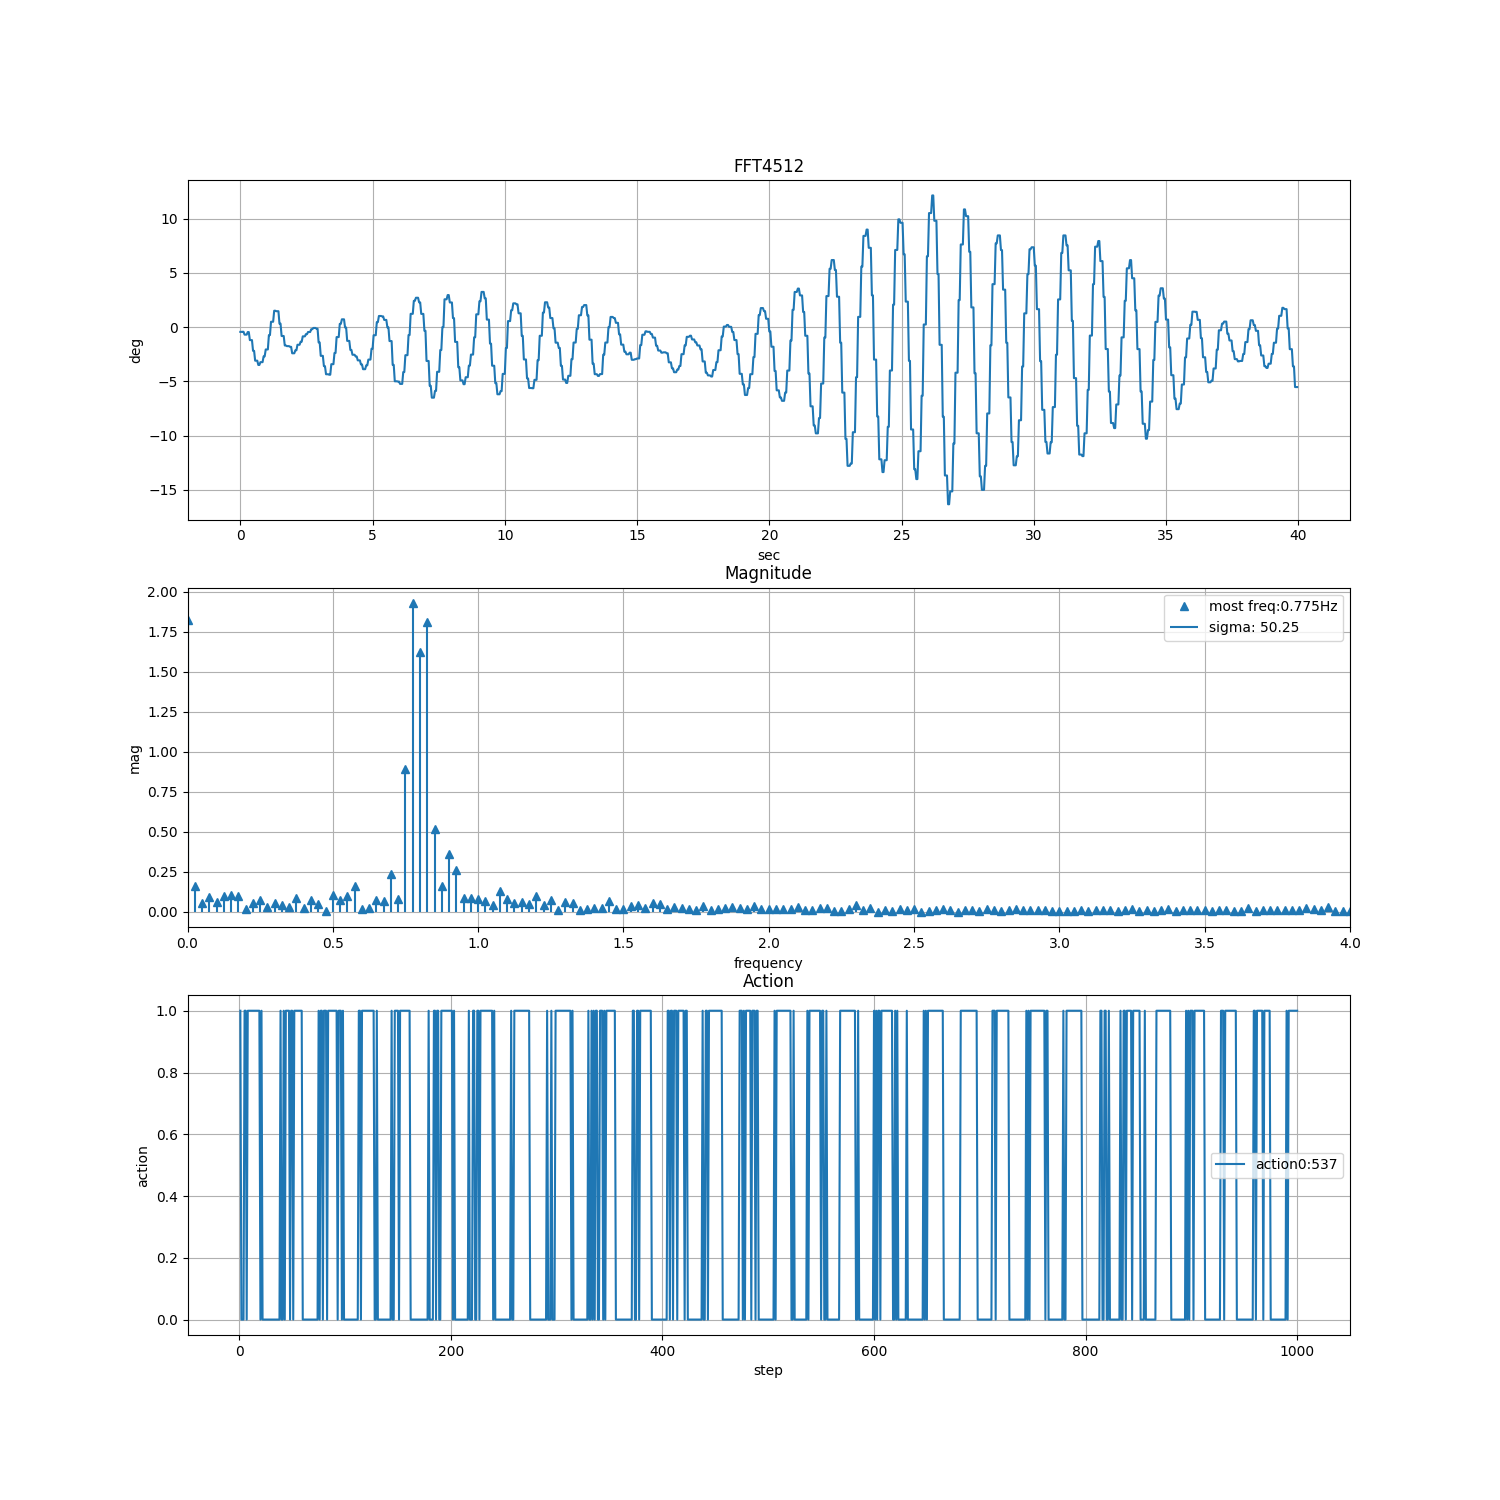 FFT4512
10
5
0
−5
−10
−15
deg
0 5 10 15 20 25 30 35 40
sec
Magnitude
2.00
1.75
1.50
1.25
1.00
0.75
0.50
0.25
0.00
mag
most freq:0.775Hz
sigma: 50.25
0.0 0.5 1.0 1.5 2.0 2.5 3.0 3.5 4.0
frequency
Action
1.0
0.8
0.6
0.4
0.2
0.0
action
action0:537
0 200 400 600 800 1000
step